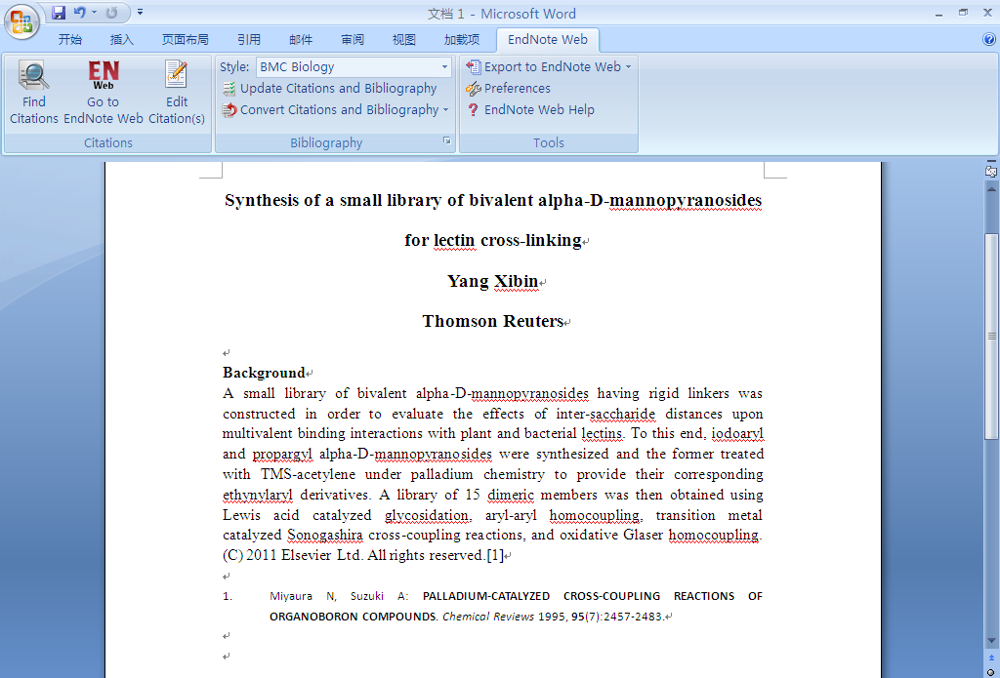 文档 1 - Microsoft Word
开始 插入 页面布局 引用 邮件 审阅 视图 加载项 EndNote Web
Style: BMC Biology
Export to EndNote Web
EN
Web
Update Citations and Bibliography
Preferences
Find Citations
Go to EndNote Web
Edit Citation(s)
Convert Citations and Bibliography
? EndNote Web Help
Citations
Bibliography
Tools
Synthesis of a small library of bivalent alpha-D-mannopyranosides
for lectin cross-linking
Yang Xibin
Thomson Reuters
Background
A small library of bivalent alpha-D-mannopyranosides having rigid linkers was
constructed in order to evaluate the effects of inter-saccharide distances upon
multivalent binding interactions with plant and bacterial lectins. To this end, iodoaryl
and propargyl alpha-D-mannopyranosides were synthesized and the former treated
with TMS-acetylene under palladium chemistry to provide their corresponding
ethynylaryl derivatives. A library of 15 dimeric members was then obtained using
Lewis acid catalyzed glycosidation, aryl-aryl homocoupling, transition metal
catalyzed Sonogashira cross-coupling reactions, and oxidative Glaser homocoupling.
(C) 2011 Elsevier Ltd. All rights reserved.[1]
1. Miyaura N, Suzuki A: PALLADIUM-CATALYZED CROSS-COUPLING REACTIONS OF
ORGANOBORON COMPOUNDS. Chemical Reviews 1995, 95(7):2457-2483.